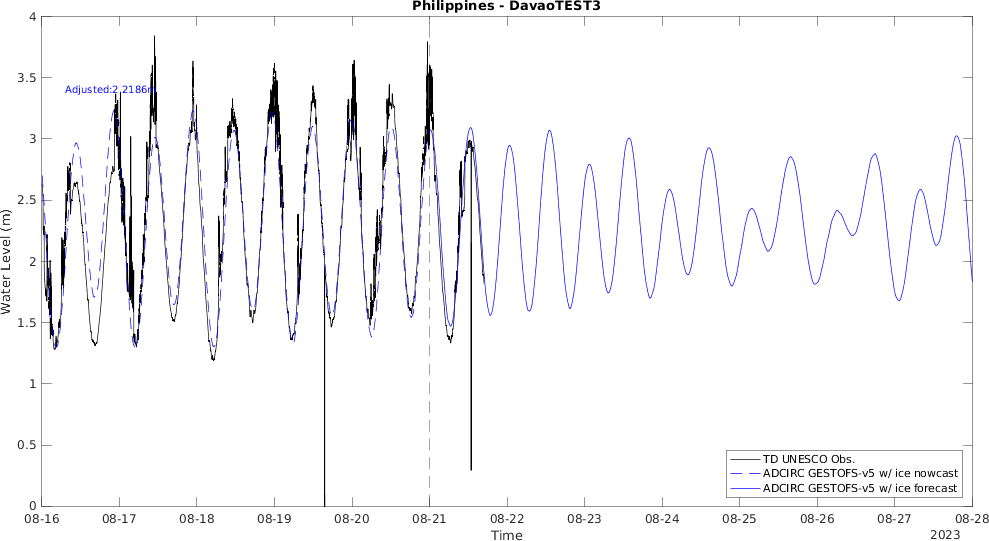 Philippines - DavaoTEST3
Adjusted:2.2186m
Water Level (m)
4
3.5
3
2.5
2
1.5
1
0.5
0
08-16 08-17 08-18 08-19 08-20 08-21 08-22 08-23 08-24 08-25 08-26 08-27 08-28
Time
2023
TD UNESCO Obs.
ADCIRC GESTOFS-v5 w/ ice nowcast
ADCIRC GESTOFS-v5 w/ ice forecast